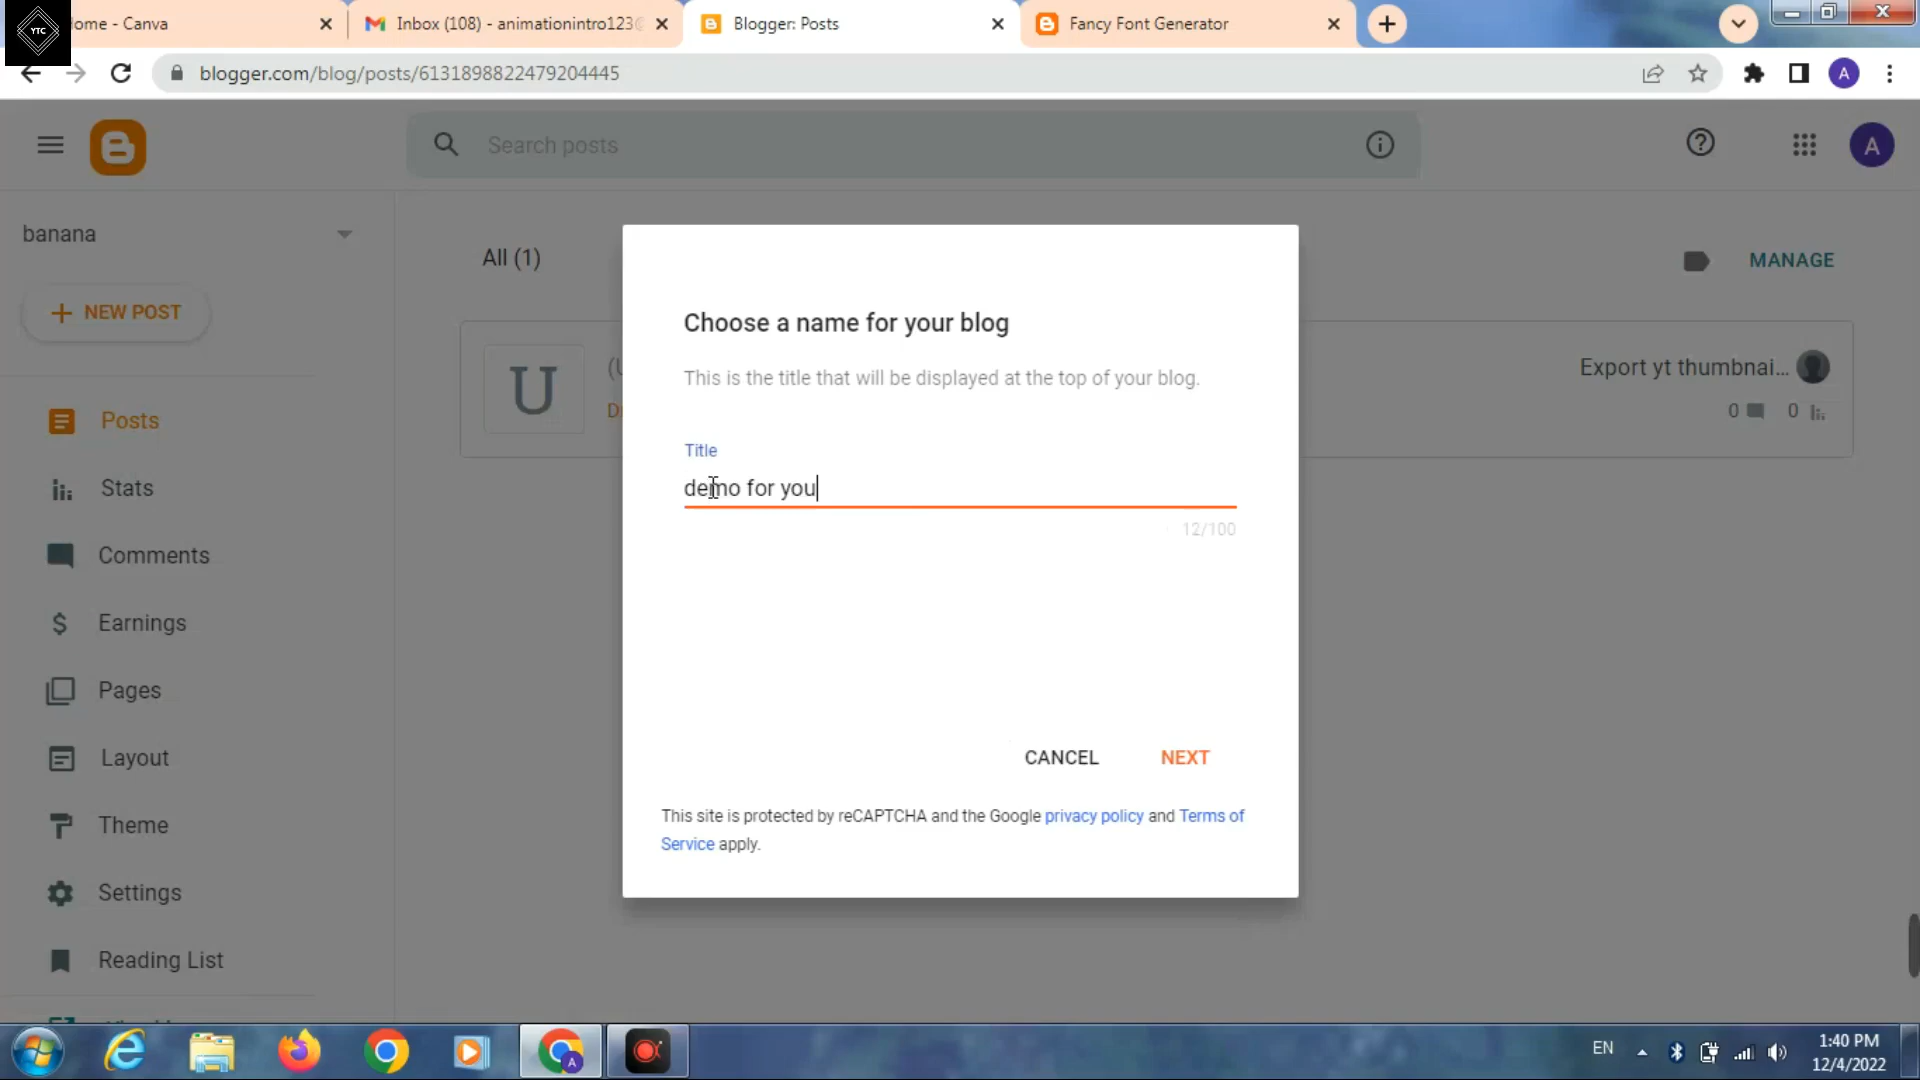 YTC
ome - Canva
Inbox (108) - animationintro123@
Blogger: Posts
Fancy Font Generator
blogger.com/blog/posts/6131898822479204445
A
Search posts
A
banana
All (1)
MANAGE
NEW POST
Choose a name for your blog
This is the title that will be displayed at the top of your blog.
U
(U
Export yt thumbnai...
D
0
0
Posts
Title
demo for you
12/100
Stats
Comments
Earnings
Pages
Layout
CANCEL
NEXT
Theme
This site is protected by reCAPTCHA and the Google privacy policy and Terms of
Service apply.
Settings
Reading List
EN
1:40 PM
12/4/2022